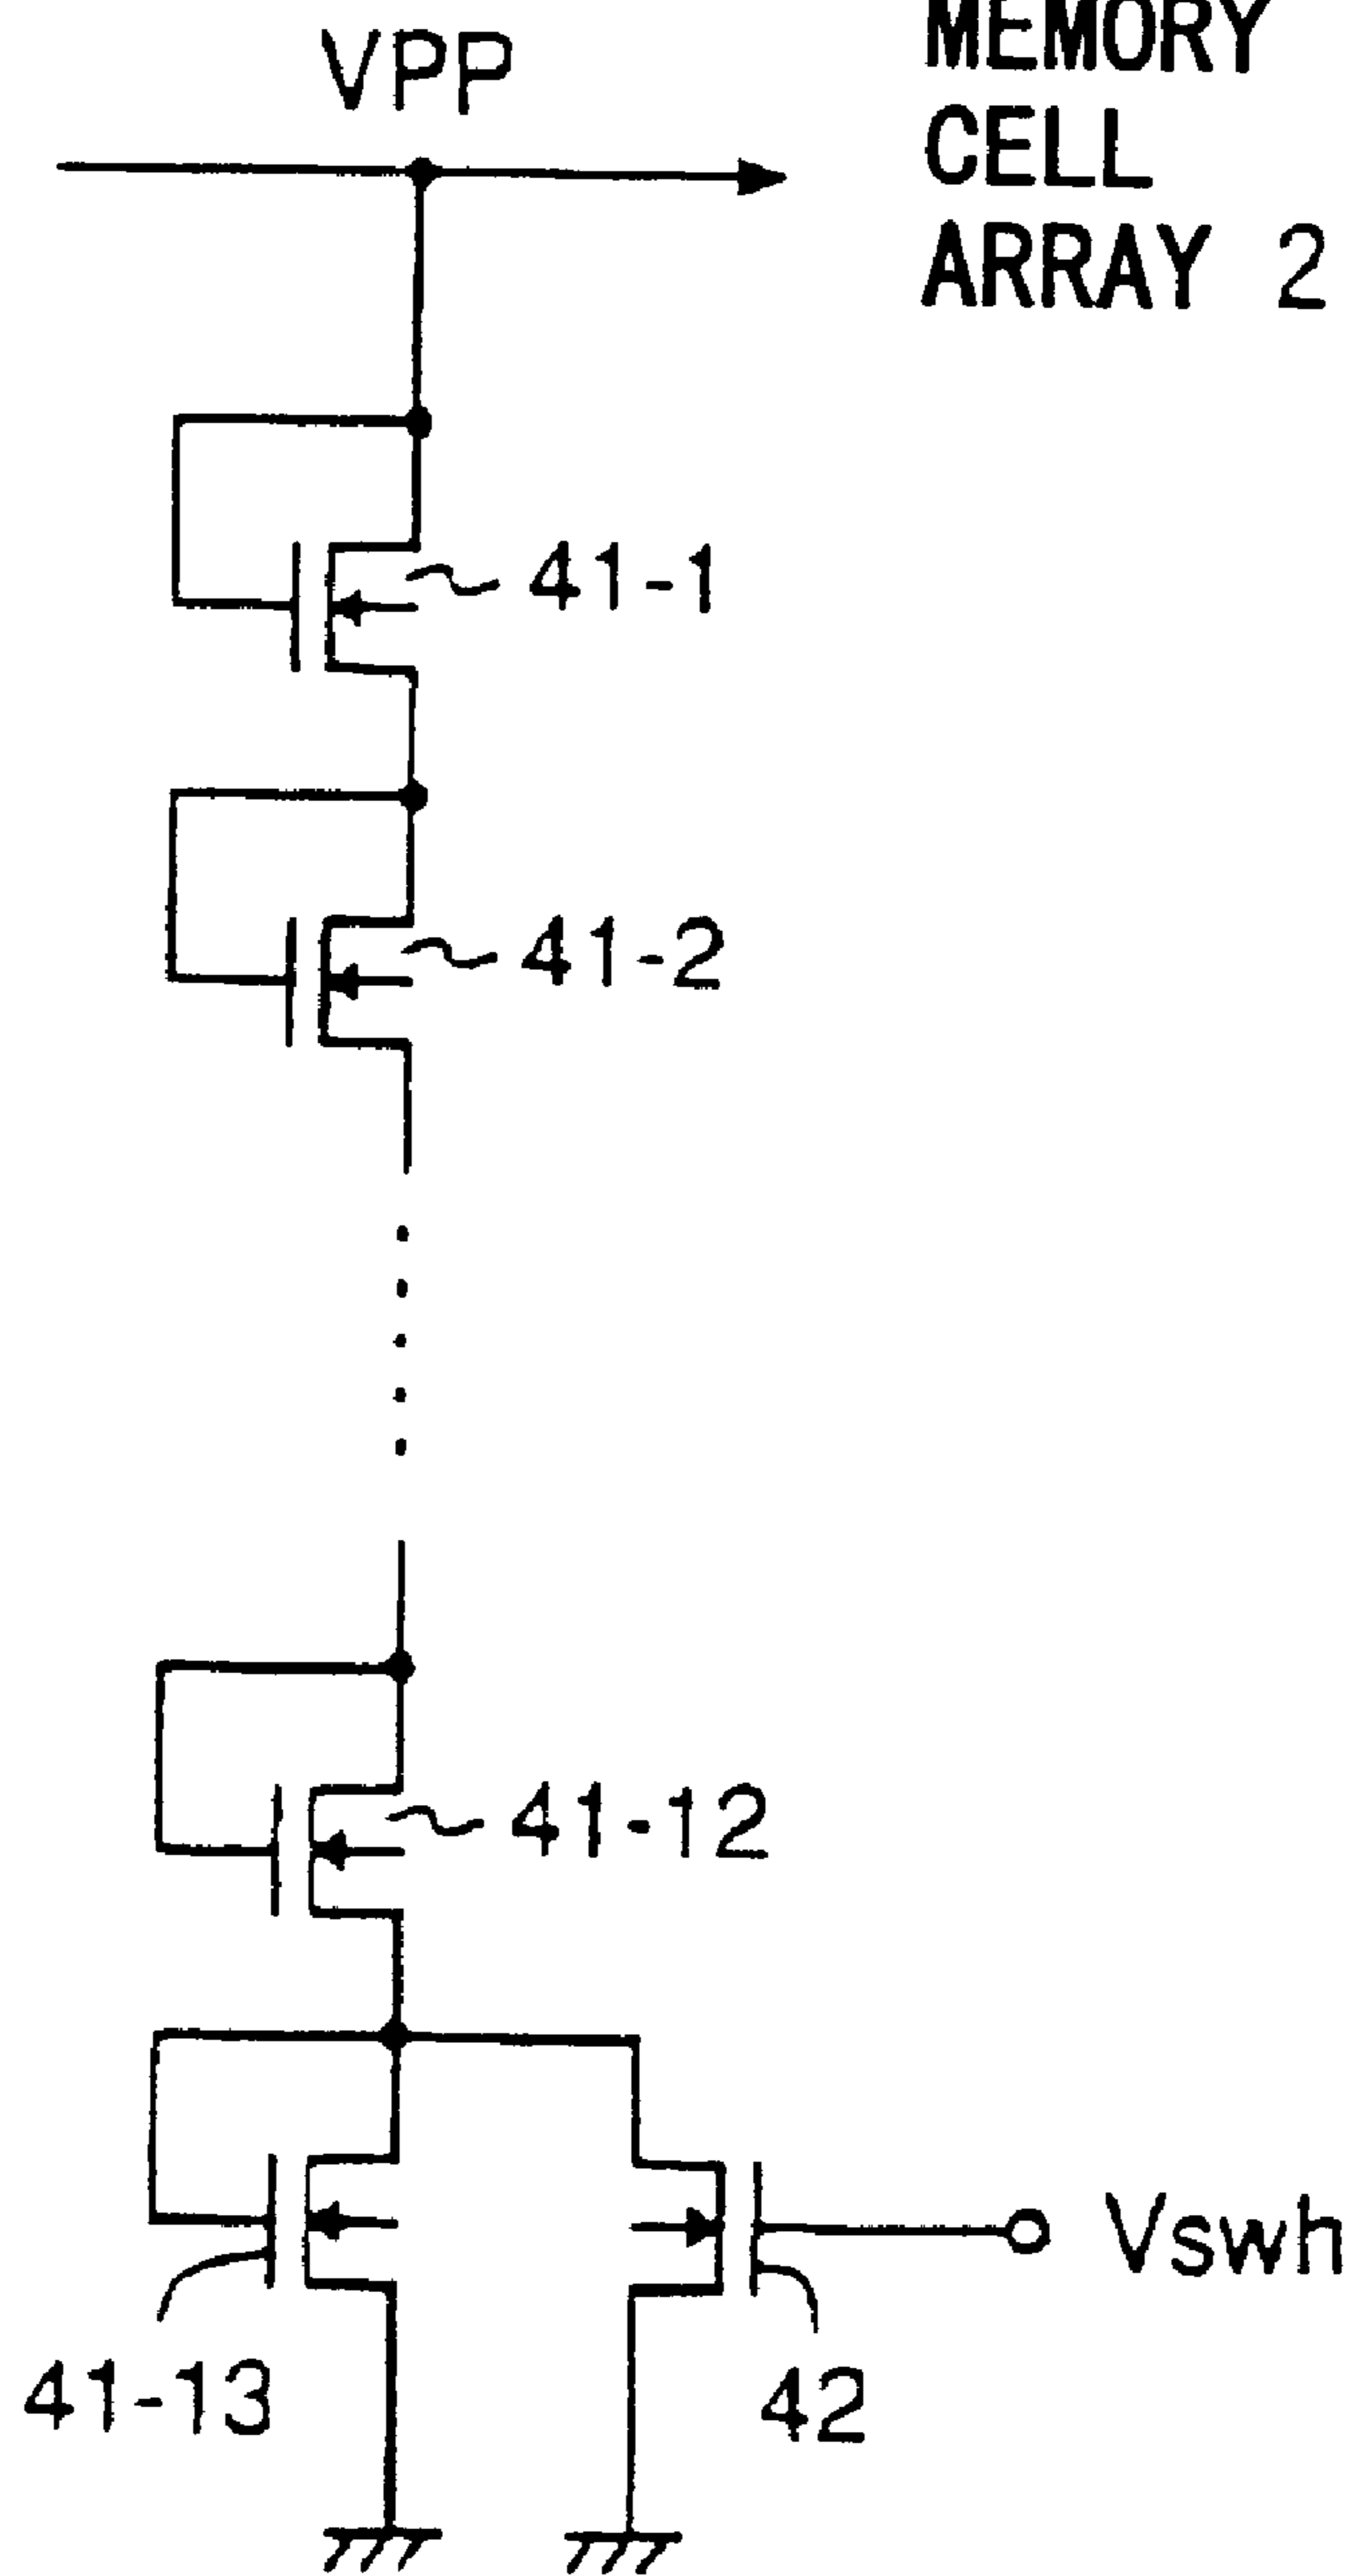 VPP
MEMORY
CELL
ARRAY 2
41-1
41-2
41-12
41-13
42
Vswh